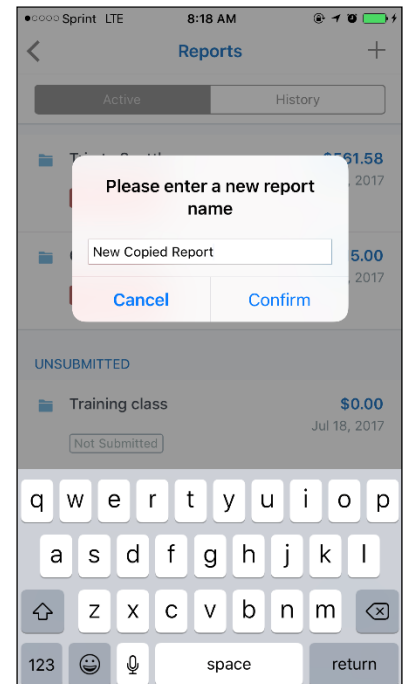 Sprint LTE 8:18 AM
Reports
Active History
Please enter a new report
name
New Copied Report
Cancel Confirm
61.58
, 2017
5.00
, 2017
UNSUBMITTED
Training class $0.00
Jul 18, 2017
Not Submitted
q w e r t y u i o p
a s d f g h j k l
z x c v b n m
123 space return